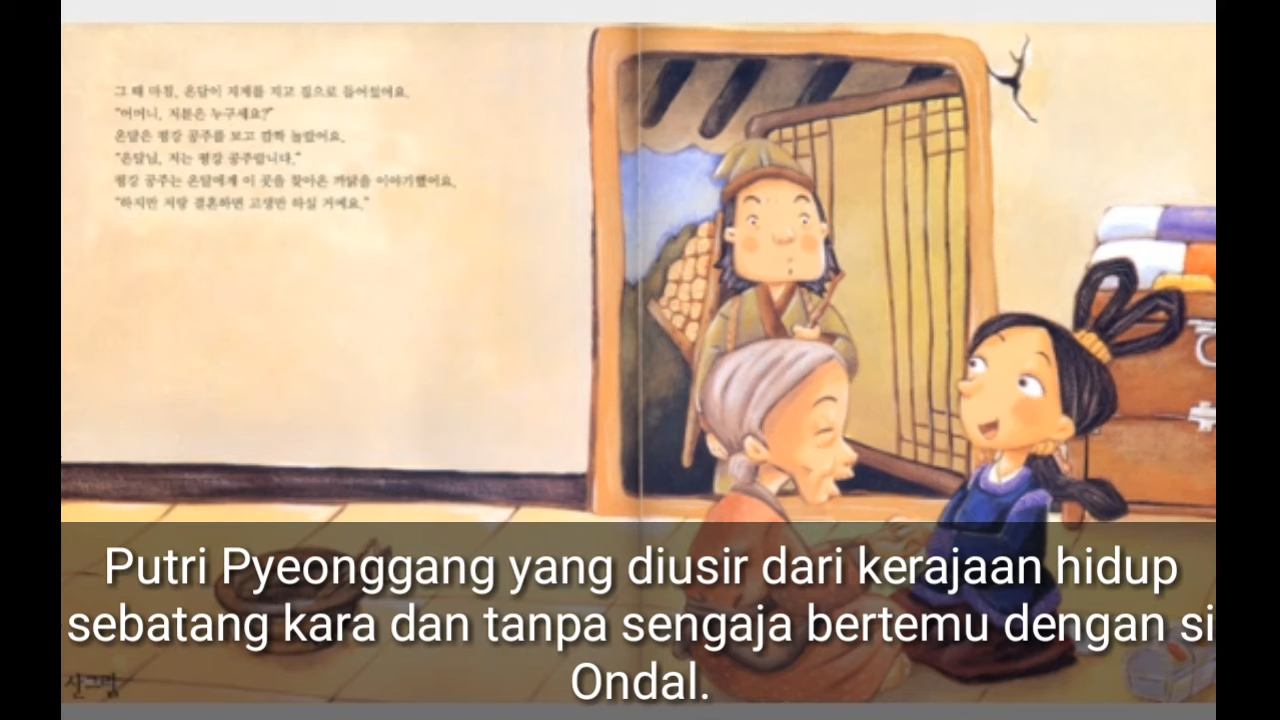 그 때 마침, 온달이 지게를 지고 집으로 들어섰어요.
"어머니, 저분은 누구세요?"
온달은 평강 공주를 보고 깜짝 놀랐어요.
"온달님, 저는 평강 공주랍니다."
평강 공주는 온달에게 이 곳을 찾아온 까닭을 이야기했어요.
"하지만 저랑 결혼하면 고생만 하실 거예요."
Putri Pyeonggang yang diusir dari kerajaan hidup
sebatang kara dan tanpa sengaja bertemu dengan si
Ondal.